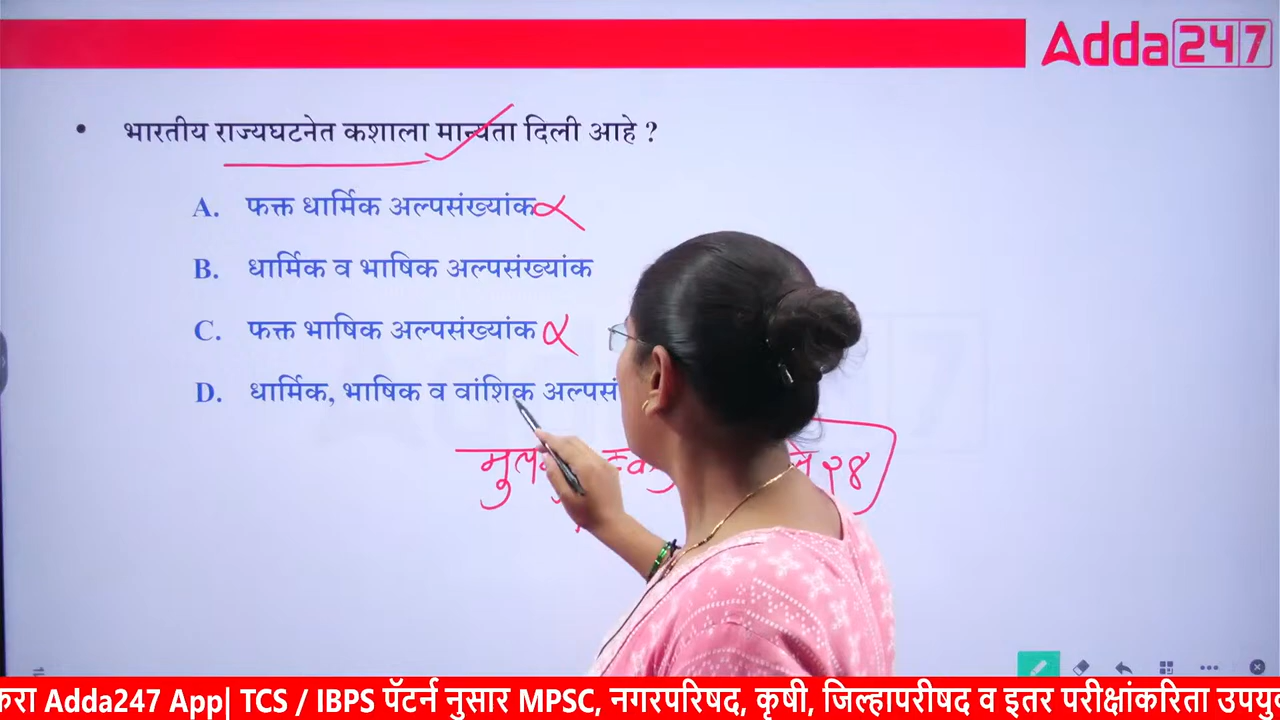 Adda247
• भारतीय राज्यघटनेत कशाला मान्यता दिली आहे ?
A. फक्त धार्मिक अल्पसंख्यांक
B. धार्मिक व भाषिक अल्पसंख्यांक
C. फक्त भाषिक अल्पसंख्यांक
D. धार्मिक, भाषिक व वांशिक अल्पसं
२४
करा Adda247 App| TCS / IBPS पॅटर्न नुसार MPSC, नगरपरिषद, कृषी, जिल्हापरीषद व इतर परीक्षांकरिता उपयु